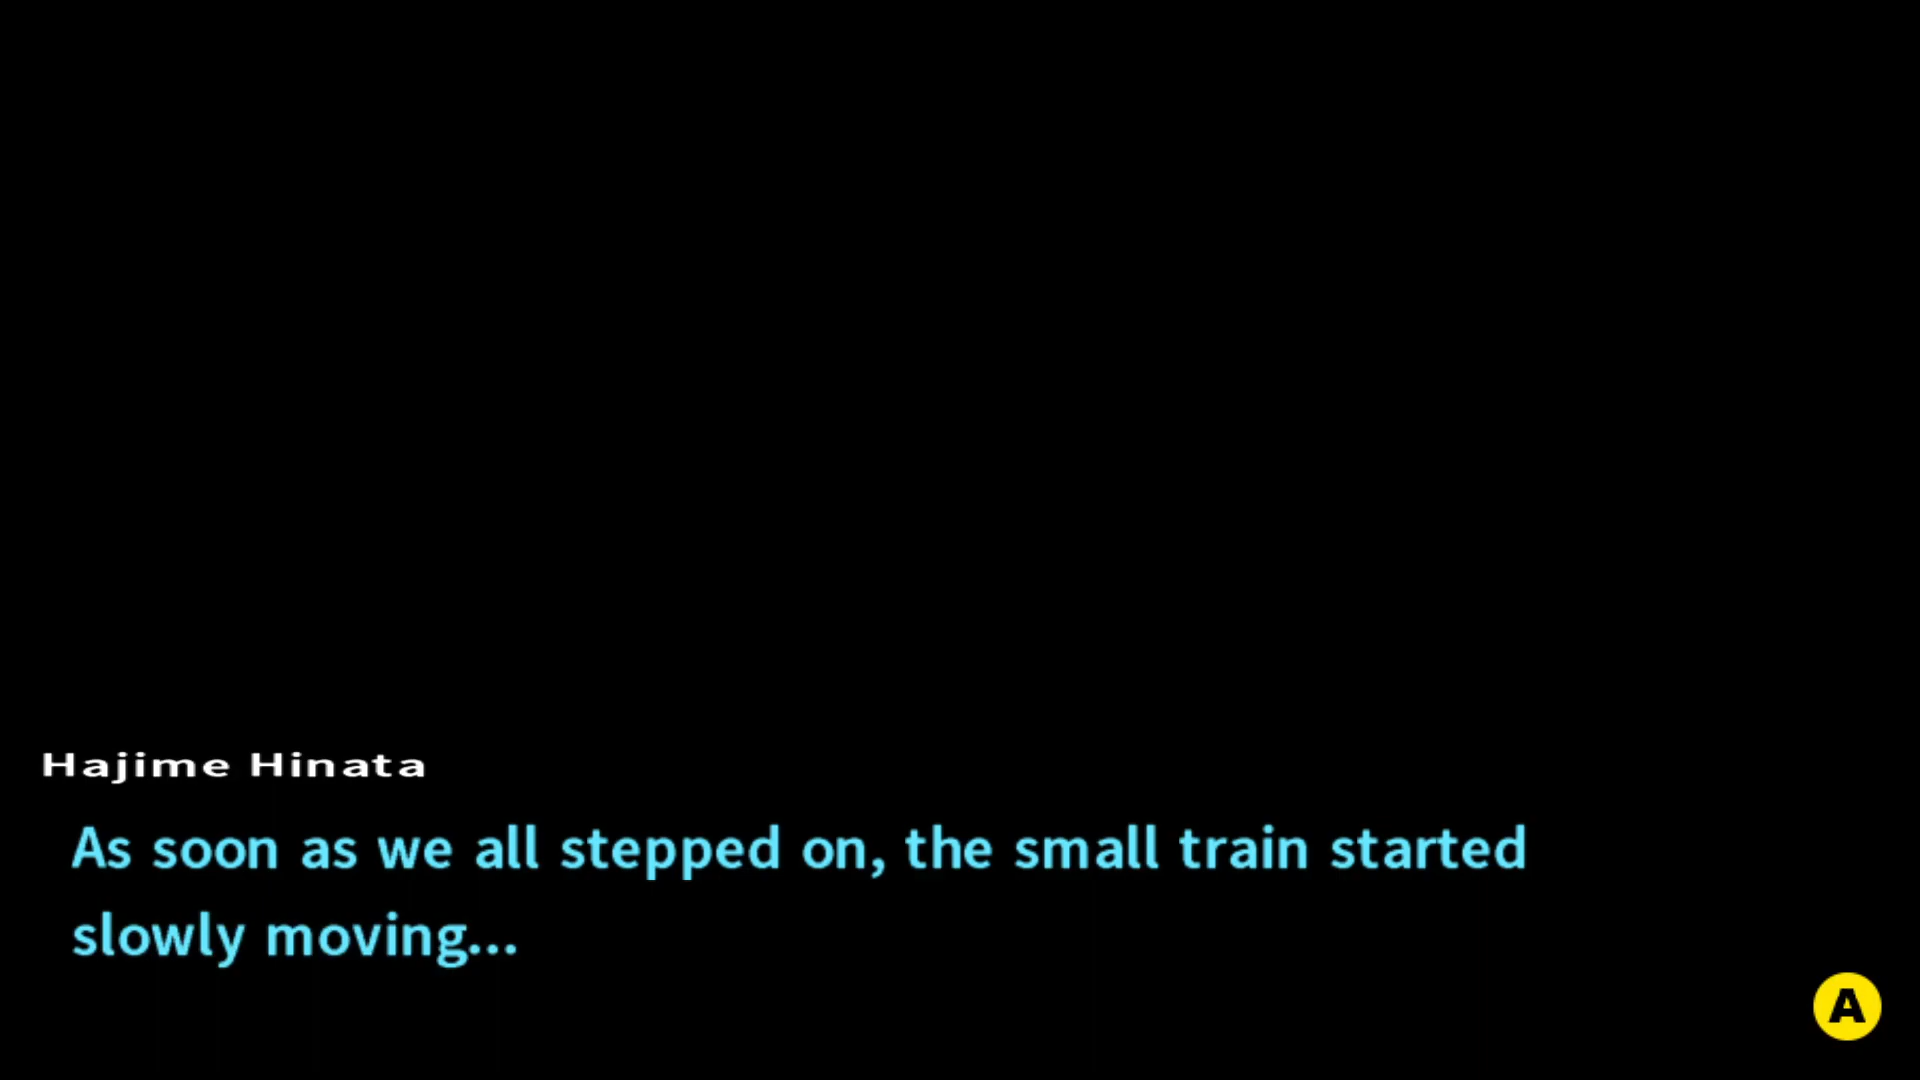 Hajime Hinata
As soon as we all stepped on, the small train started
slowly moving...
A